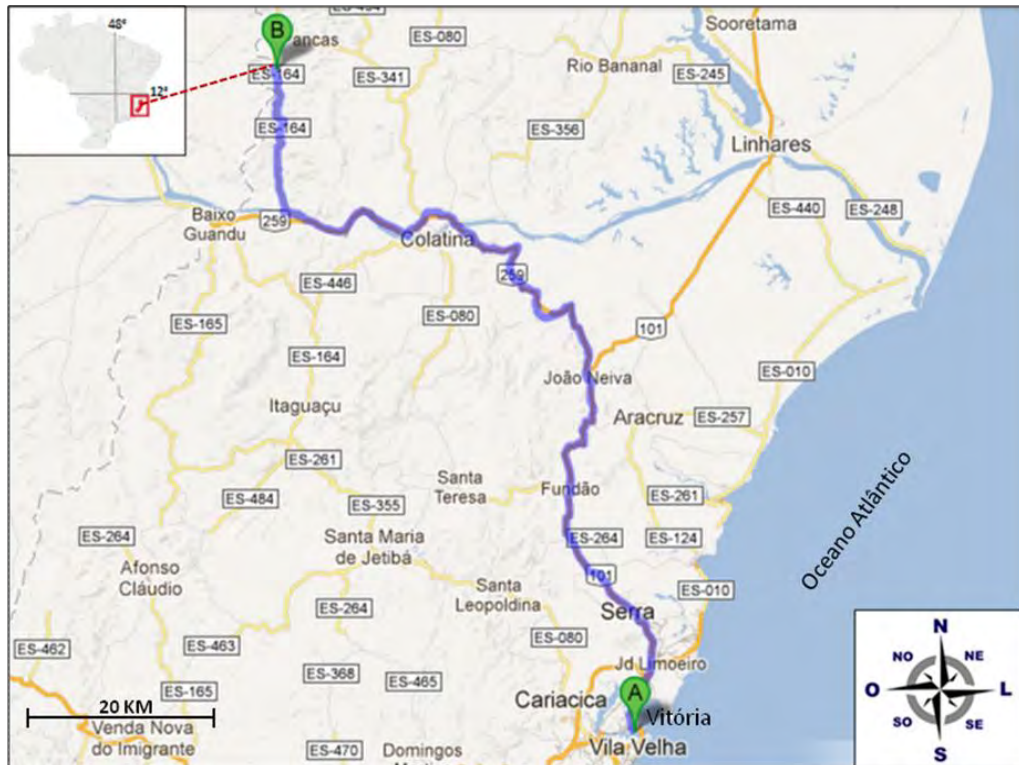 48º
12º
B
ancas
ES-080
Sooretama
ES-164
ES-341
Rio Bananal
ES-245
ES-164
ES-356
Linhares
ES-440
ES-248
Baixo
Guandu
259
Colatina
259
ES-446
ES-165
ES-080
101
ES-164
João Neiva
ES-010
Itaguaçu
Aracruz
ES-257
ES-261
Santa
Teresa
Fundão
ES-261
ES-484
ES-355
ES-264
Santa Maria
de Jetibá
ES-264
ES-124
Oceano Atlântico
Afonso
Cláudio
101
ES-010
Santa
Leopoldina
ES-264
Serra
ES-462
ES-463
ES-080
Jd Limoeiro
ES-368
ES-465
ES-165
Cariacica
A
Vitória
20 KM
Venda Nova
do Imigrante
ES-470
Domingos
Vila Velha
N
NO
NE
O
L
SO
SE
S